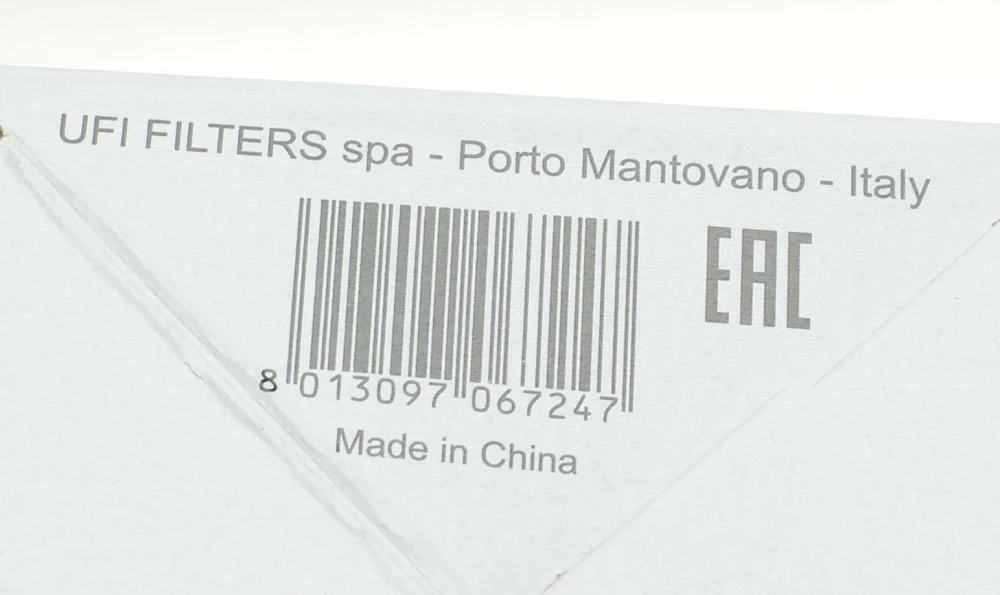 UFI FILTERS spa - Porto Mantovano - Italy
EAC
8 013097 067247
Made in China